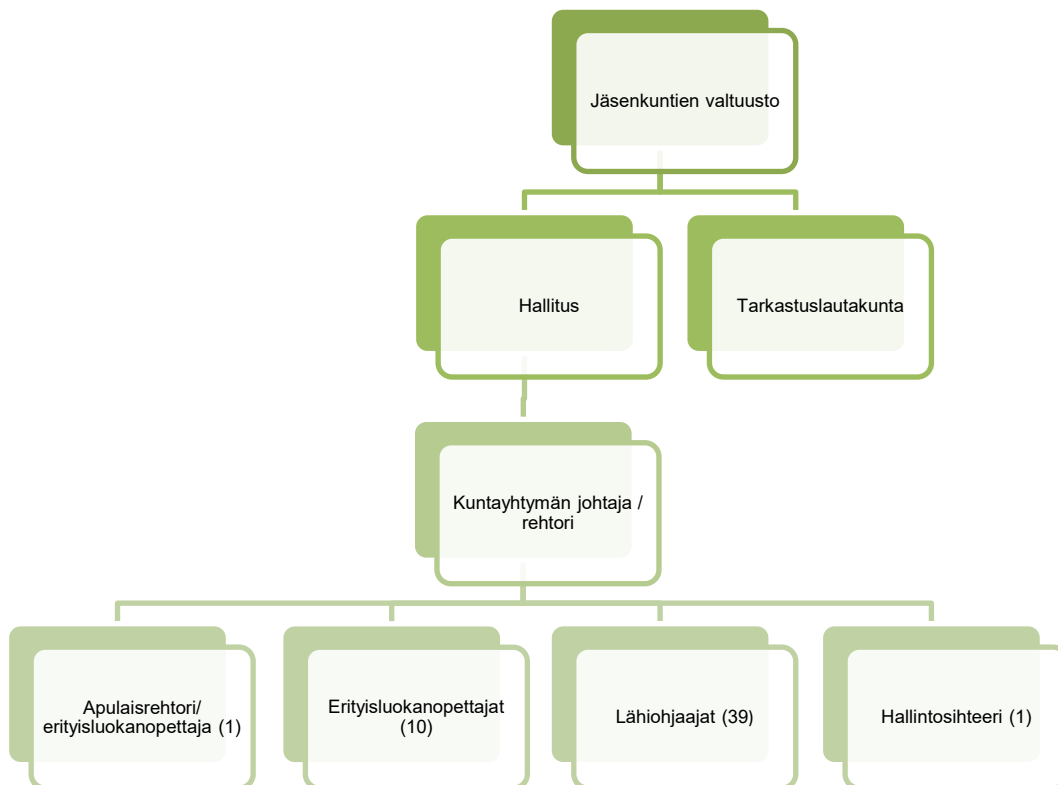 Jäsenkuntien valtuusto
Hallitus
Tarkastuslautakunta
Kuntayhtymän johtaja /
rehtori
Apulaisrehtori/
erityisluokanopettaja (1)
Erityisluokanopettajat
(10)
Lähiohjaajat (39)
Hallintosihteeri (1)